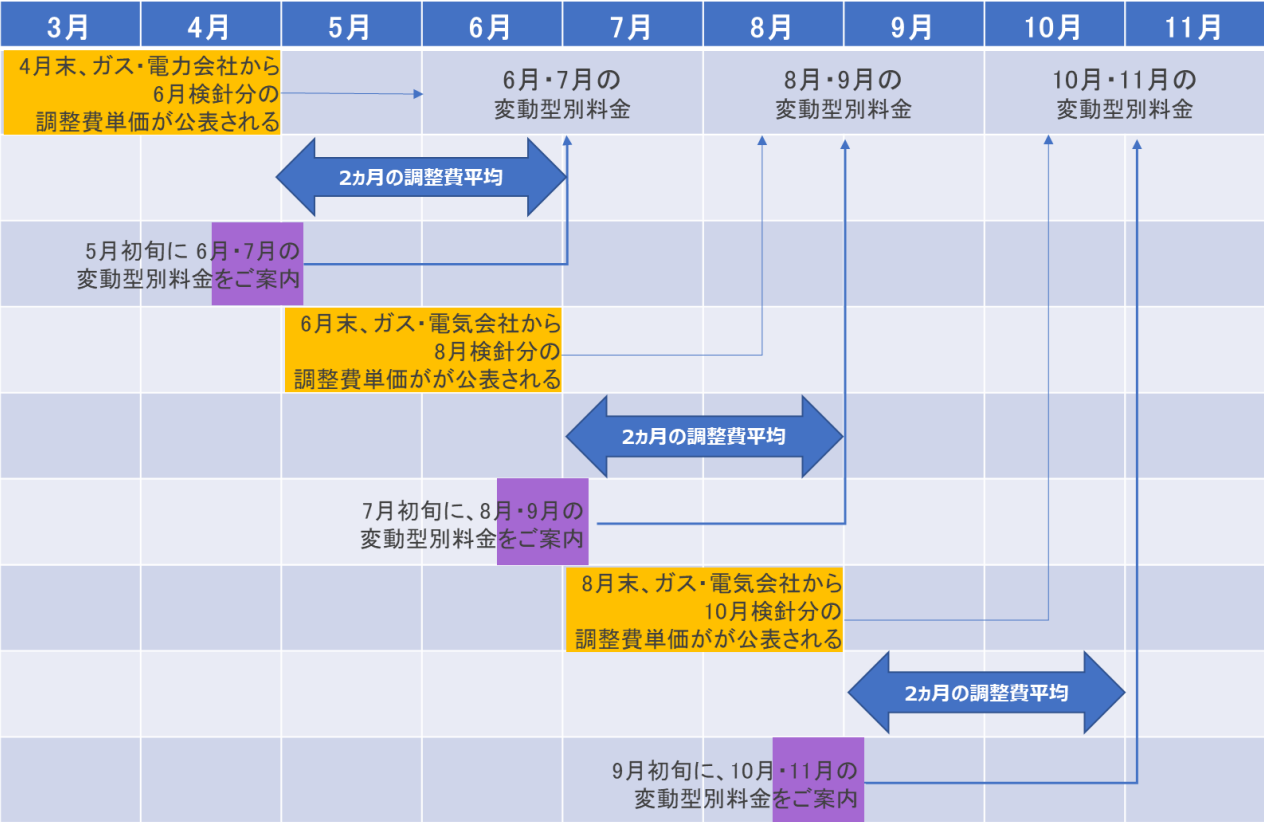 3月 4月 5月 6月 7月 8月 9月 10月 11月
4月末、ガス・電力会社から
6月検針分の
調整費単価が公表される
6月・7月の
変動型別料金
8月・9月の
変動型別料金
10月・11月の
変動型別料金
2ヵ月の調整費平均
5月初旬に 6月・7月の
変動型別料金をご案内
6月末、ガス・電気会社から
8月検針分の
調整費単価がが公表される
2ヵ月の調整費平均
7月初旬に、8月・9月の
変動型別料金をご案内
8月末、ガス・電気会社から
10月検針分の
調整費単価がが公表される
2ヵ月の調整費平均
9月初旬に、10月・11月の
変動型別料金をご案内